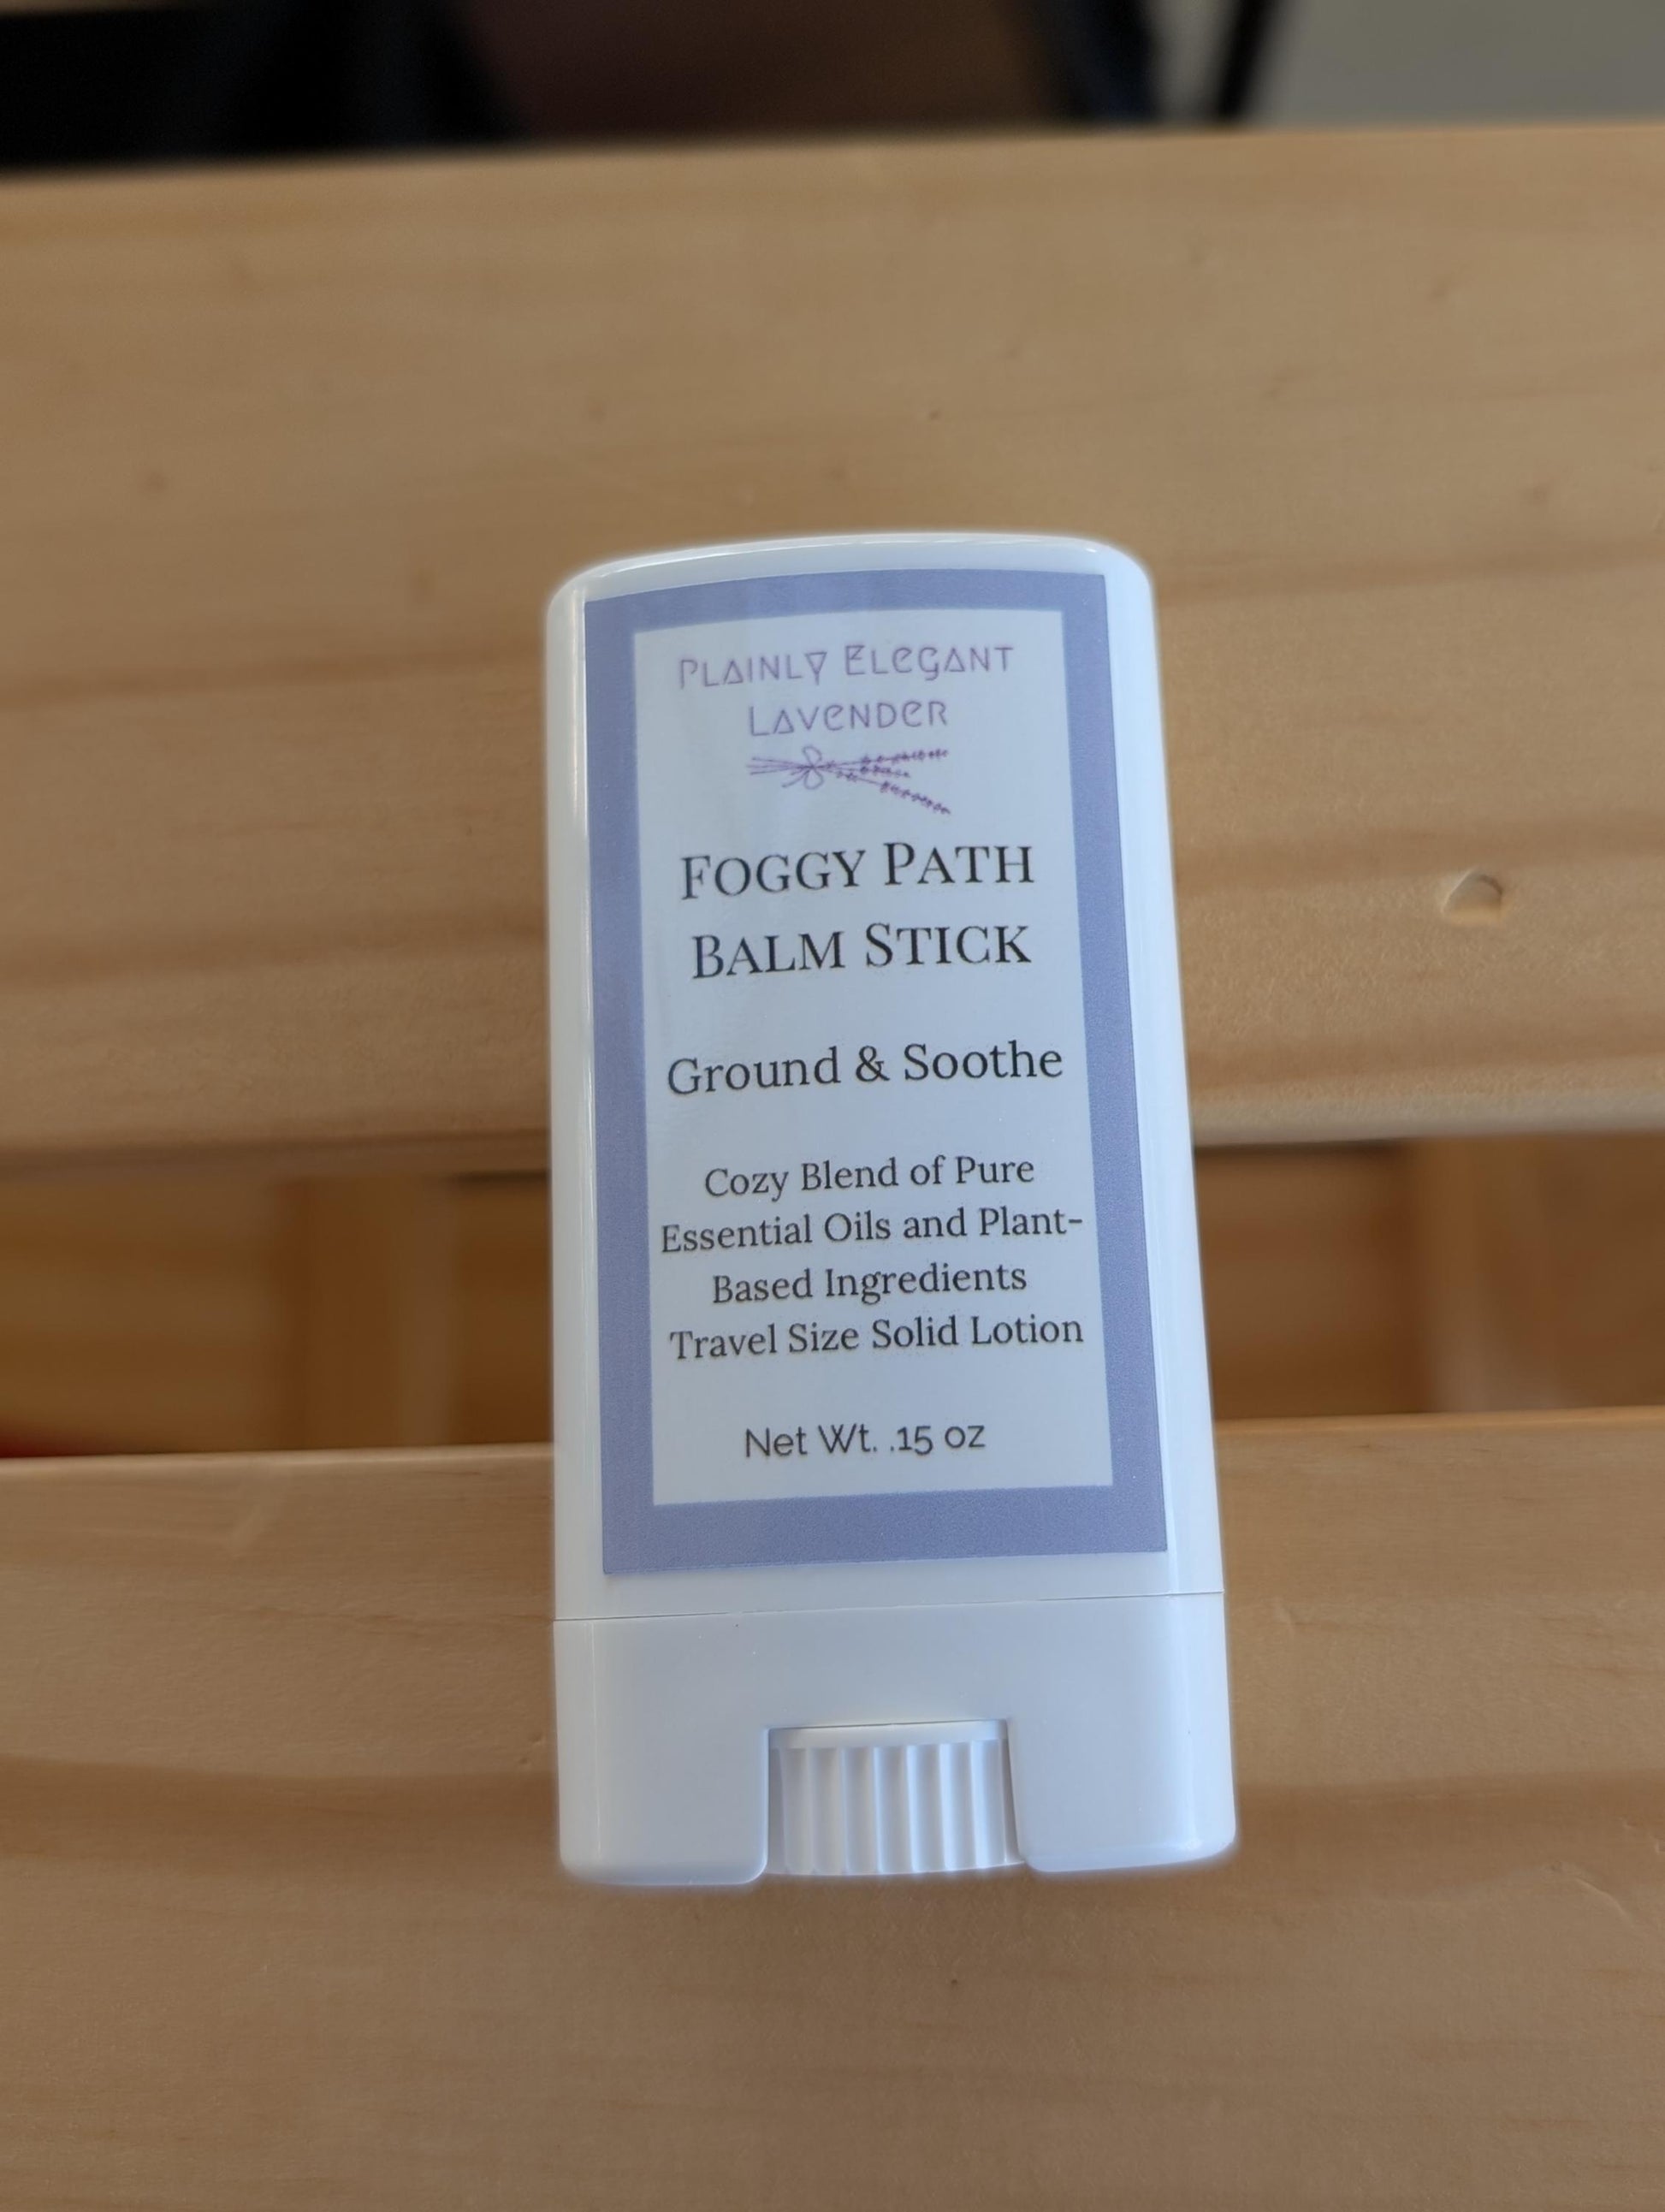 Plainly Elegant
Lavender
Foggy Path
Balm Stick
Ground & Soothe
Cozy Blend of Pure
Essential Oils and Plant-
Based Ingredients
Travel Size Solid Lotion
Net Wt. .15 oz